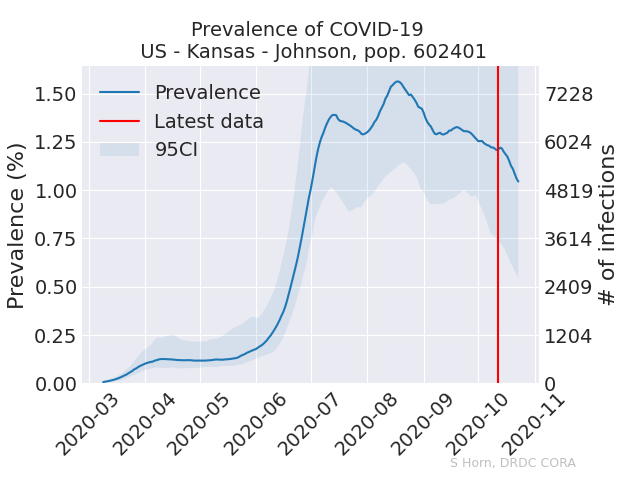 Prevalence of COVID-19
US - Kansas - Johnson, pop. 602401
Prevalence
Latest data
95CI
Prevalence (%)
1.50
1.25
1.00
0.75
0.50
0.25
0.00
# of infections
7228
6024
4819
3614
2409
1204
0
2020-03
2020-04
2020-05
2020-06
2020-07
2020-08
2020-09
2020-10
2020-11
S Horn, DRDC CORA